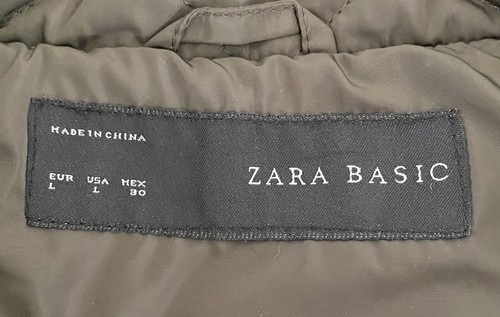 MADE IN CHINA
EUR USA MEX
L L 30
ZARA BASIC